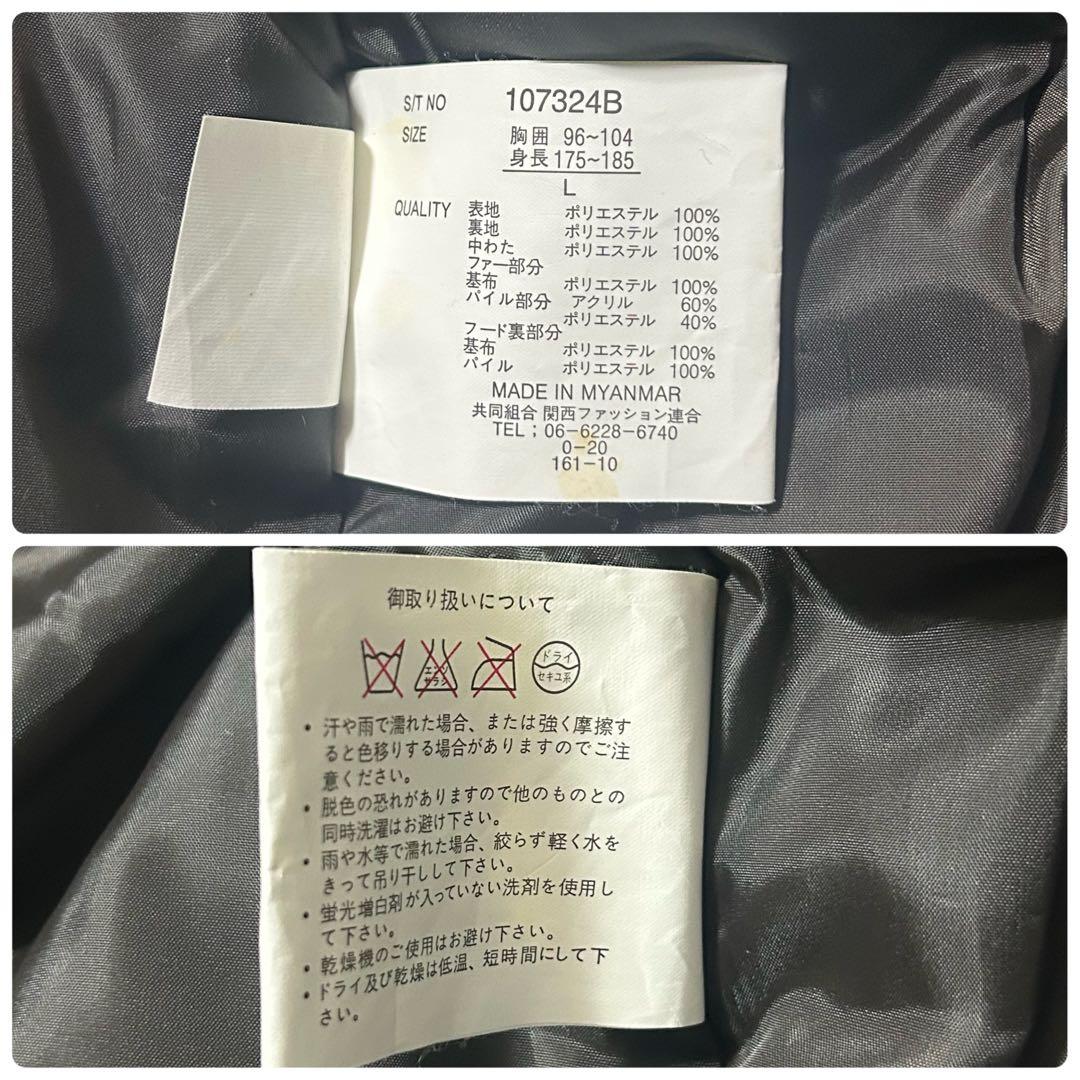 S/T NO 107324B
SIZE 胸囲 96~104
身長 175~185
L
QUALITY 表地 ポリエステル 100%
裏地 ポリエステル 100%
中わた ポリエステル 100%
ファー部分
基布 ポリエステル 100%
パイル部分 アクリル 60%
ポリエステル 40%
フード裏部分
基布 ポリエステル 100%
パイル ポリエステル 100%
MADE IN MYANMAR
共同組合 関西ファッション連合
TEL;06-6228-6740
0-20
161-10
御取り扱いについて
エンソ サラシ
ドライ
セキユ系
• 汗や雨で濡れた場合、または強く摩擦す
ると色移りする場合がありますのでご注
意ください。
• 脱色の恐れがありますので他のものとの
同時洗濯はお避け下さい。
• 雨や水等で濡れた場合、絞らず軽く水を
きって吊り干しして下さい。
• 蛍光増白剤が入っていない洗剤を使用し
て下さい。
• 乾燥機のご使用はお避け下さい。
• ドライ及び乾燥は低温、短時間にして下
さい。